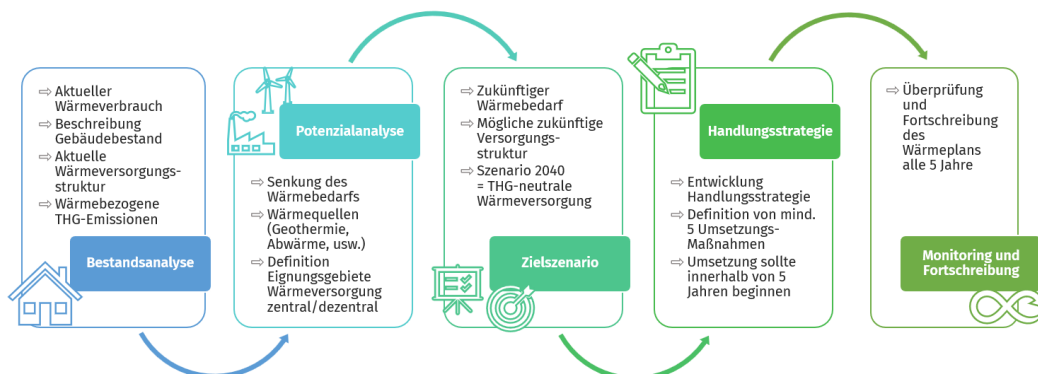 ⇨ Aktueller
Wärmeverbrauch
⇨ Beschreibung
Gebäudebestand
⇨ Aktuelle
Wärmeversorgungs-
struktur
⇨ Wärmebezogene
THG-Emissionen
Bestandsanalyse
Potenzialanalyse
⇨ Senkung des
Wärmebedarfs
⇨ Wärmequellen
(Geothermie,
Abwärme, usw.)
⇨ Definition
Eignungsgebiete
Wärmeversorgung
zentral/dezentral
⇨ Zukünftiger
Wärmebedarf
⇨ Mögliche zukünftige
Versorgungs-
struktur
⇨ Szenario 2040
= THG-neutrale
Wärmeversorgung
Zielszenario
Handlungsstrategie
⇨ Entwicklung
Handlungsstrategie
⇨ Definition von mind.
5 Umsetzungs-
Maßnahmen
⇨ Umsetzung sollte
innerhalb von 5
Jahren beginnen
⇨ Überprüfung
und
Fortschreibung
des
Wärmeplans
alle 5 Jahre
Monitoring und
Fortschreibung